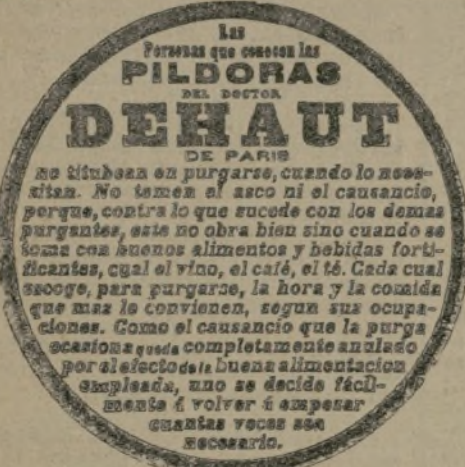 Las
Personas que conocen las
PILDORAS
DEL DOCTOR
DEHAUT
DE PARIS
no titubean en purgarse, cuando lo nece-
sitan. No temen el asco ni el causancio,
porque, contra lo que sucede con los demas
purgantes, este no obra bien sino cuando se
toma con buenos alimentos y bebidas forti-
ficantes, cual el vino, el café, el té. Cada cual
escoge, para purgarse, la hora y la comida
que mas le convienen, segun sus ocupa-
ciones. Como el causancio que la purga
ocasiona queda completamente anulado
por el efecto de la buena alimentacion
empleada, uno se decide fácil-
mente á volver á empezar
cuantas veces sea
necesario.